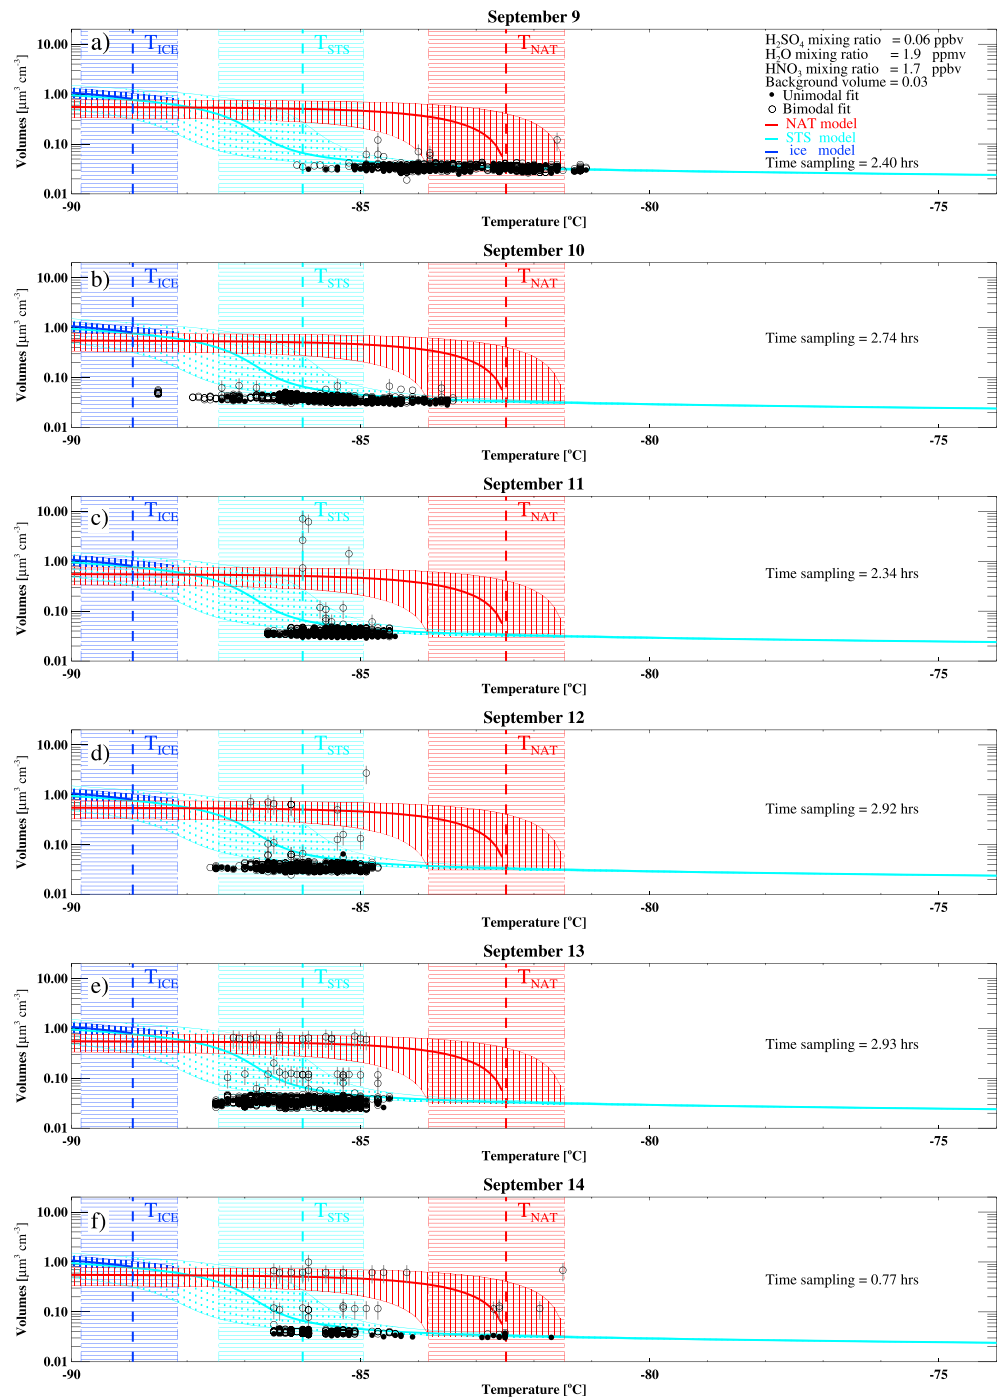 September 9
a)
T_ICE
T_STS
T_NAT
H₂SO₄ mixing ratio = 0.06 ppbv
H₂O mixing ratio = 1.9 ppmv
HNO₃ mixing ratio = 1.7 ppbv
Background volume = 0.03
Unimodal fit
Bimodal fit
NAT model
STS model
ice model
Time sampling = 2.40 hrs
Volumes [μm³ cm⁻³]
10.00
1.00
0.10
0.01
-90 -85 -80 -75
Temperature [°C]
September 10
b)
T_ICE
T_STS
T_NAT
Time sampling = 2.74 hrs
Volumes [μm³ cm⁻³]
10.00
1.00
0.10
0.01
-90 -85 -80 -75
Temperature [°C]
September 11
c)
T_ICE
T_STS
T_NAT
Time sampling = 2.34 hrs
Volumes [μm³ cm⁻³]
10.00
1.00
0.10
0.01
-90 -85 -80 -75
Temperature [°C]
September 12
d)
T_ICE
T_STS
T_NAT
Time sampling = 2.92 hrs
Volumes [μm³ cm⁻³]
10.00
1.00
0.10
0.01
-90 -85 -80 -75
Temperature [°C]
September 13
e)
T_ICE
T_STS
T_NAT
Time sampling = 2.93 hrs
Volumes [μm³ cm⁻³]
10.00
1.00
0.10
0.01
-90 -85 -80 -75
Temperature [°C]
September 14
f)
T_ICE
T_STS
T_NAT
Time sampling = 0.77 hrs
Volumes [μm³ cm⁻³]
10.00
1.00
0.10
0.01
-90 -85 -80 -75
Temperature [°C]